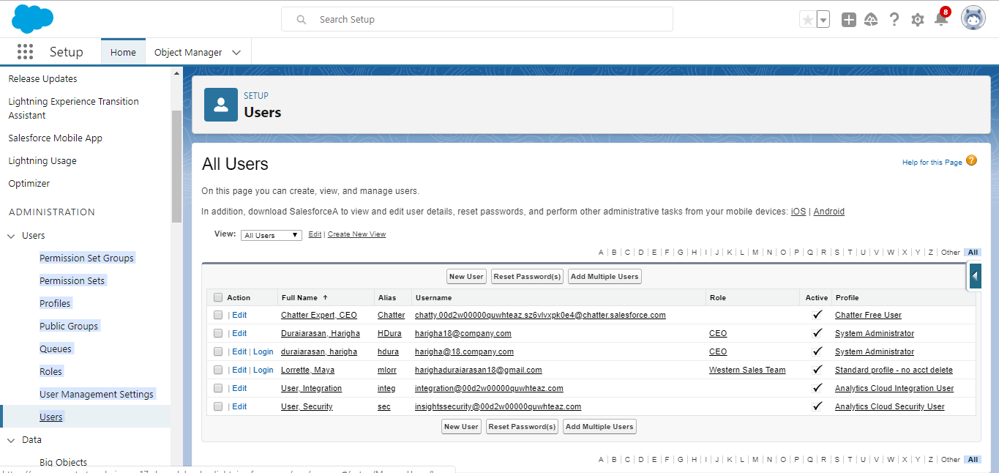 Search Setup
8
Setup
Home
Object Manager
Release Updates
Lightning Experience Transition
Assistant
Salesforce Mobile App
Lightning Usage
Optimizer
ADMINISTRATION
Users
Permission Set Groups
Permission Sets
Profiles
Public Groups
Queues
Roles
User Management Settings
Users
Data
Big Objects
SETUP
Users
All Users
Help for this Page ?
On this page you can create, view, and manage users.
In addition, download SalesforceA to view and edit user details, reset passwords, and perform other administrative tasks from your mobile devices: iOS | Android
View: All Users Edit | Create New View
A | B | C | D | E | F | G | H | I | J | K | L | M | N | O | P | Q | R | S | T | U | V | W | X | Y | Z | Other All
New User Reset Password(s) Add Multiple Users
Action Full Name ↑ Alias Username Role Active Profile
| Edit Chatter Expert, CEO Chatter chatty.00d2w00000quwhteaz.sz6vlvxpk0e4@chatter.salesforce.com ✓ Chatter Free User
| Edit Duraiarasan, Harigha HDura harigha18@company.com CEO ✓ System Administrator
| Edit | Login duraiarasan, harigha hdura harigha@18.company.com CEO ✓ System Administrator
| Edit | Login Lorrette, Maya mlorr harighaduraiarasan18@gmail.com Western Sales Team ✓ Standard profile - no acct delete
| Edit User, Integration integ integration@00d2w00000quwhteaz.com ✓ Analytics Cloud Integration User
| Edit User, Security sec insightssecurity@00d2w00000quwhteaz.com ✓ Analytics Cloud Security User
New User Reset Password(s) Add Multiple Users
A | B | C | D | E | F | G | H | I | J | K | L | M | N | O | P | Q | R | S | T | U | V | W | X | Y | Z | Other All